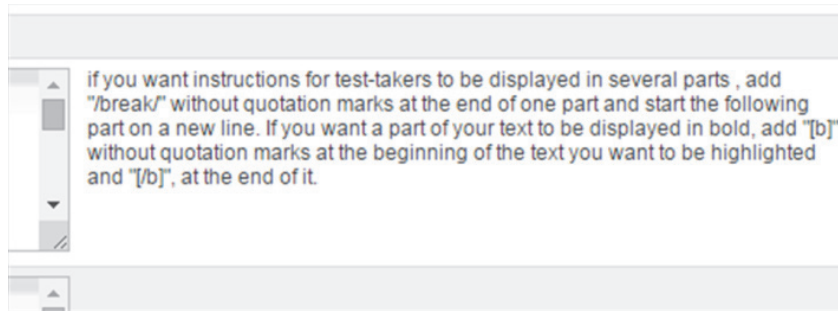 if you want instructions for test-takers to be displayed in several parts , add
"/break/" without quotation marks at the end of one part and start the following
part on a new line. If you want a part of your text to be displayed in bold, add "[b]"
without quotation marks at the beginning of the text you want to be highlighted
and "[/b]", at the end of it.